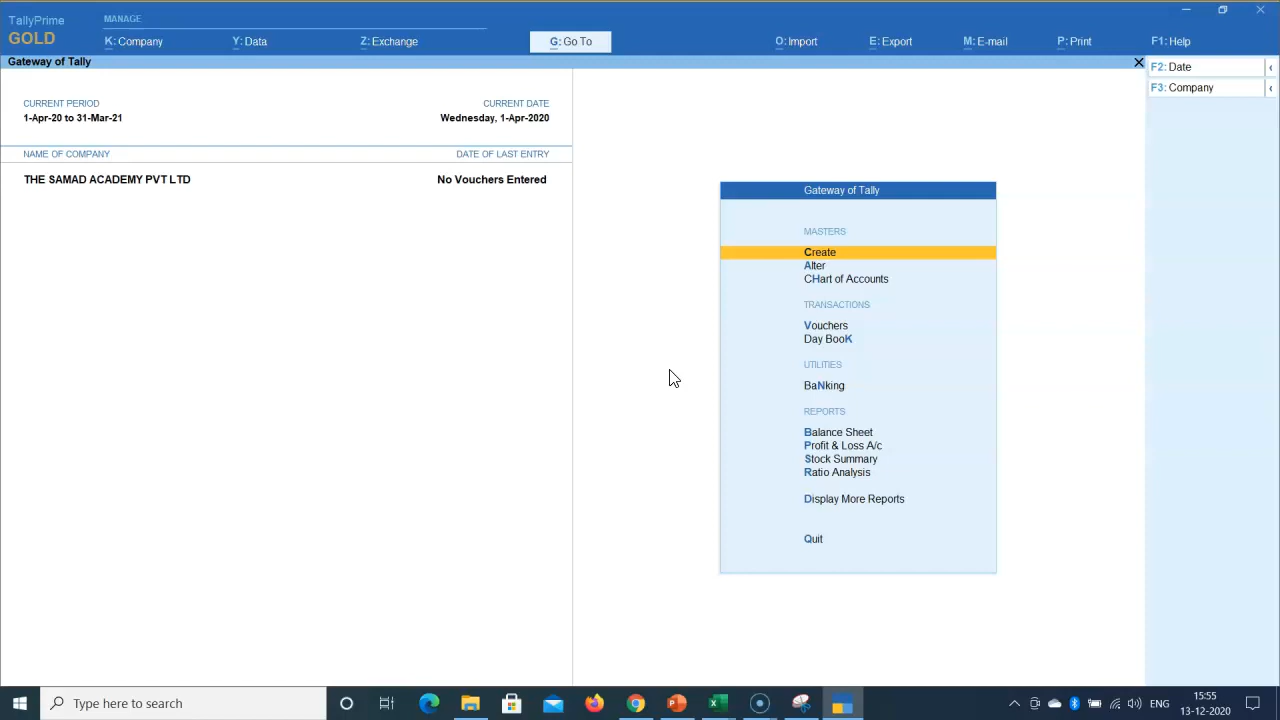 TallyPrime
GOLD
MANAGE
K: Company
Y: Data
Z: Exchange
G: Go To
O: Import
E: Export
M: E-mail
P: Print
F1: Help
Gateway of Tally
F2: Date
F3: Company
CURRENT PERIOD
CURRENT DATE
1-Apr-20 to 31-Mar-21
Wednesday, 1-Apr-2020
NAME OF COMPANY
DATE OF LAST ENTRY
THE SAMAD ACADEMY PVT LTD
No Vouchers Entered
Gateway of Tally
MASTERS
Create
Alter
CHart of Accounts
TRANSACTIONS
Vouchers
Day BooK
UTILITIES
BaNking
REPORTS
Balance Sheet
Profit & Loss A/c
Stock Summary
Ratio Analysis
Display More Reports
Quit
Type here to search
ENG
15:55
13-12-2020